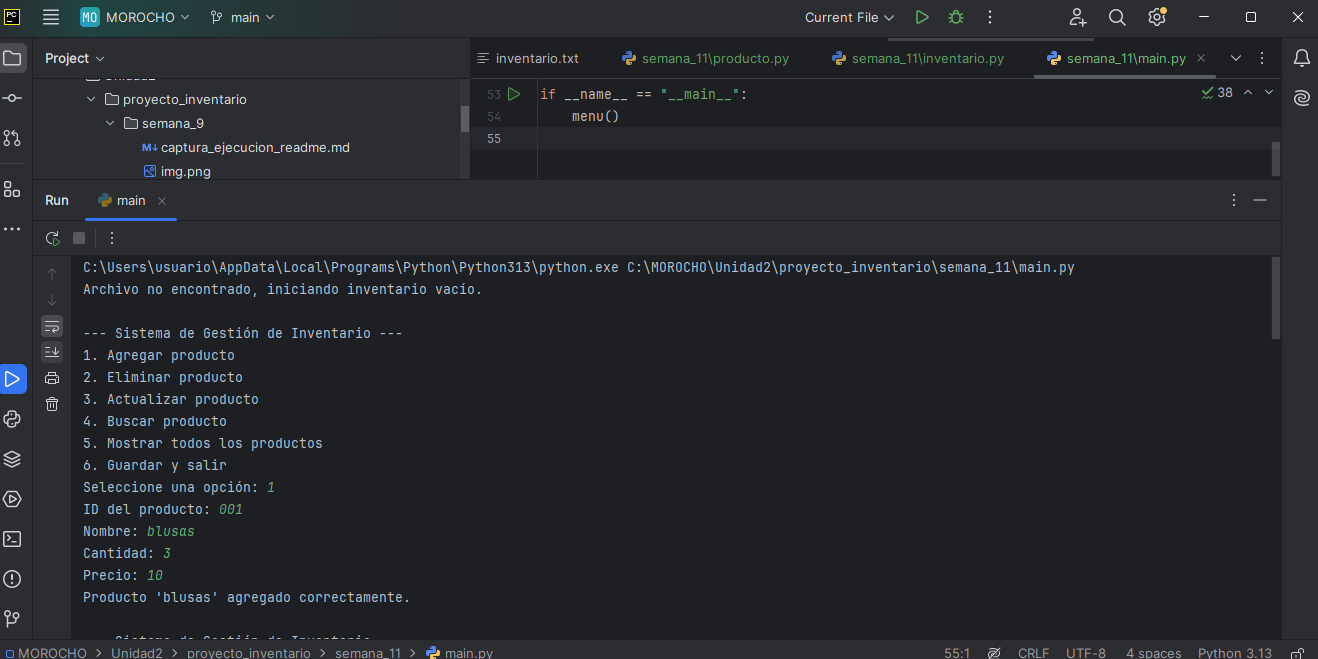 PC
MO MOROCHO
main
Current File
Project
inventario.txt
semana_11\producto.py
semana_11\inventario.py
semana_11\main.py
Unidad2
proyecto_inventario
semana_9
M↓ captura_ejecucion_readme.md
img.png
53 if __name__ == "__main__":
38
54 menu()
55
Run
main
C:\Users\usuario\AppData\Local\Programs\Python\Python313\python.exe C:\MOROCHO\Unidad2\proyecto_inventario\semana_11\main.py
Archivo no encontrado, iniciando inventario vacío.
--- Sistema de Gestión de Inventario ---
1. Agregar producto
2. Eliminar producto
3. Actualizar producto
4. Buscar producto
5. Mostrar todos los productos
6. Guardar y salir
Seleccione una opción: 1
ID del producto: 001
Nombre: blusas
Cantidad: 3
Precio: 10
Producto 'blusas' agregado correctamente.
--- Sistema de Gestión de Inventario ---
MOROCHO > Unidad2 > proyecto_inventario > semana_11 > main.py
55:1 CRLF UTF-8 4 spaces Python 3.13